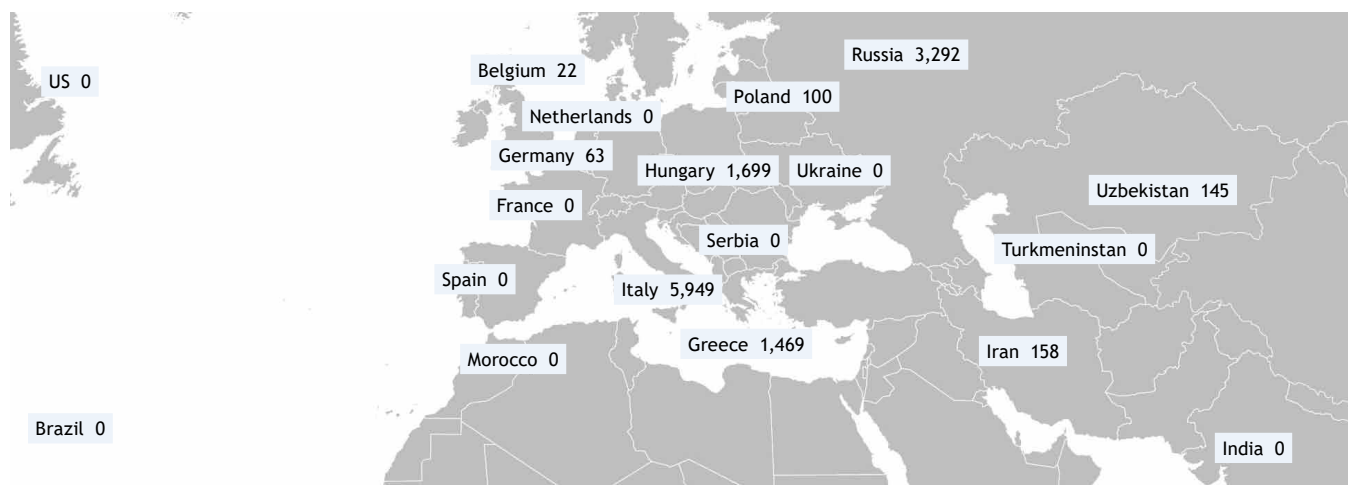 Russia 3,292
Belgium 22
US 0
Poland 100
Netherlands 0
Germany 63
Hungary 1,699
Ukraine 0
Uzbekistan 145
France 0
Serbia 0
Turkmeninstan 0
Spain 0
Italy 5,949
Greece 1,469
Iran 158
Morocco 0
Brazil 0
India 0